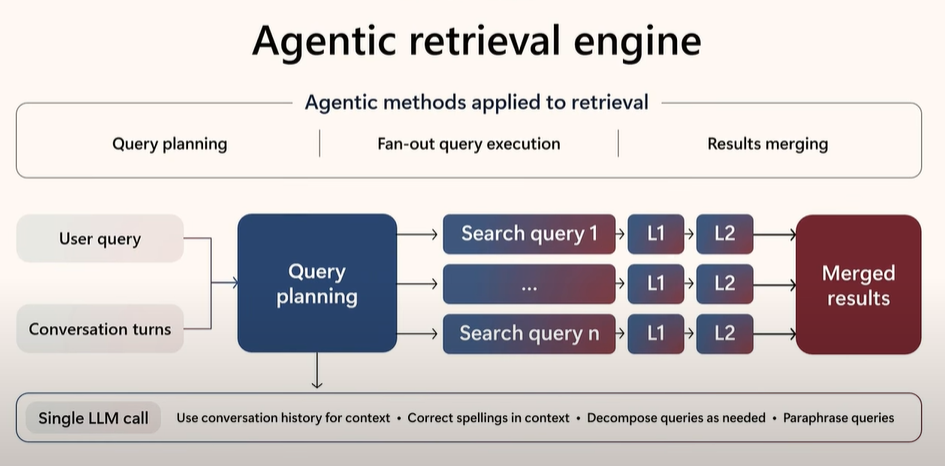 Agentic retrieval engine
Agentic methods applied to retrieval
Query planning
Fan-out query execution
Results merging
User query
Conversation turns
Query
planning
Search query 1
L1
L2
...
L1
L2
Search query n
L1
L2
Merged
results
Single LLM call
Use conversation history for context • Correct spellings in context • Decompose queries as needed • Paraphrase queries